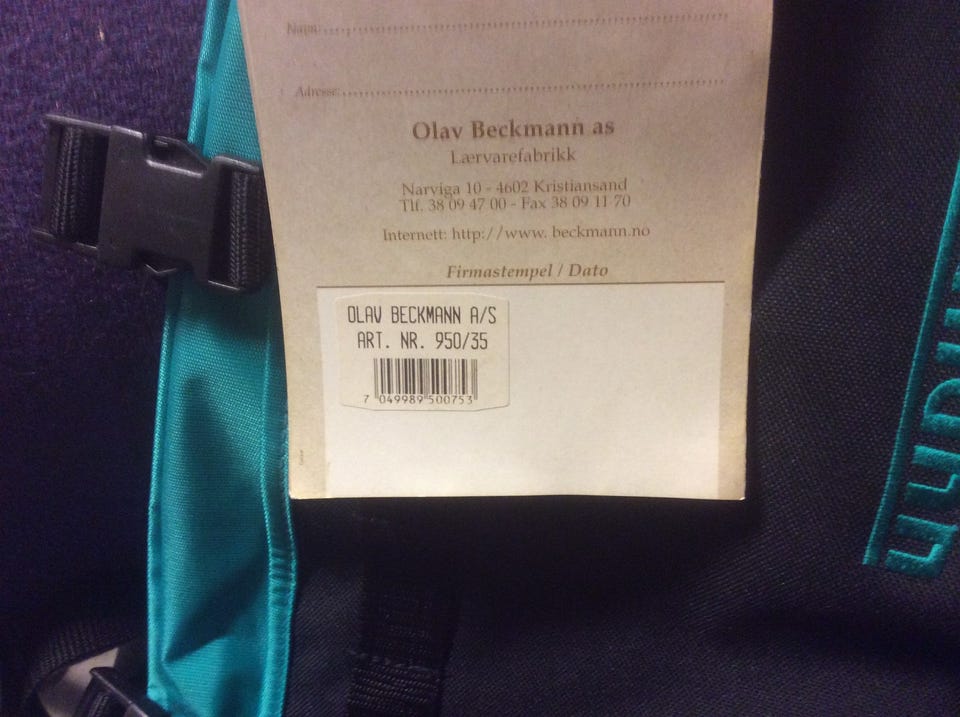 Navn:
Adresse:
Olav Beckmann as
Lærvarefabrikk
Narviga 10 - 4602 Kristiansand
Tlf. 38 09 47 00 - Fax 38 09 11 70
Internett: http://www. beckmann.no
Firmastempel / Dato
OLAV BECKMANN A/S
ART. NR. 950/35
7 049989 500753